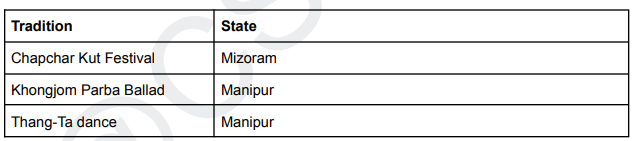 Tradition State
Chapchar Kut Festival Mizoram
Khongjom Parba Ballad Manipur
Thang-Ta dance Manipur